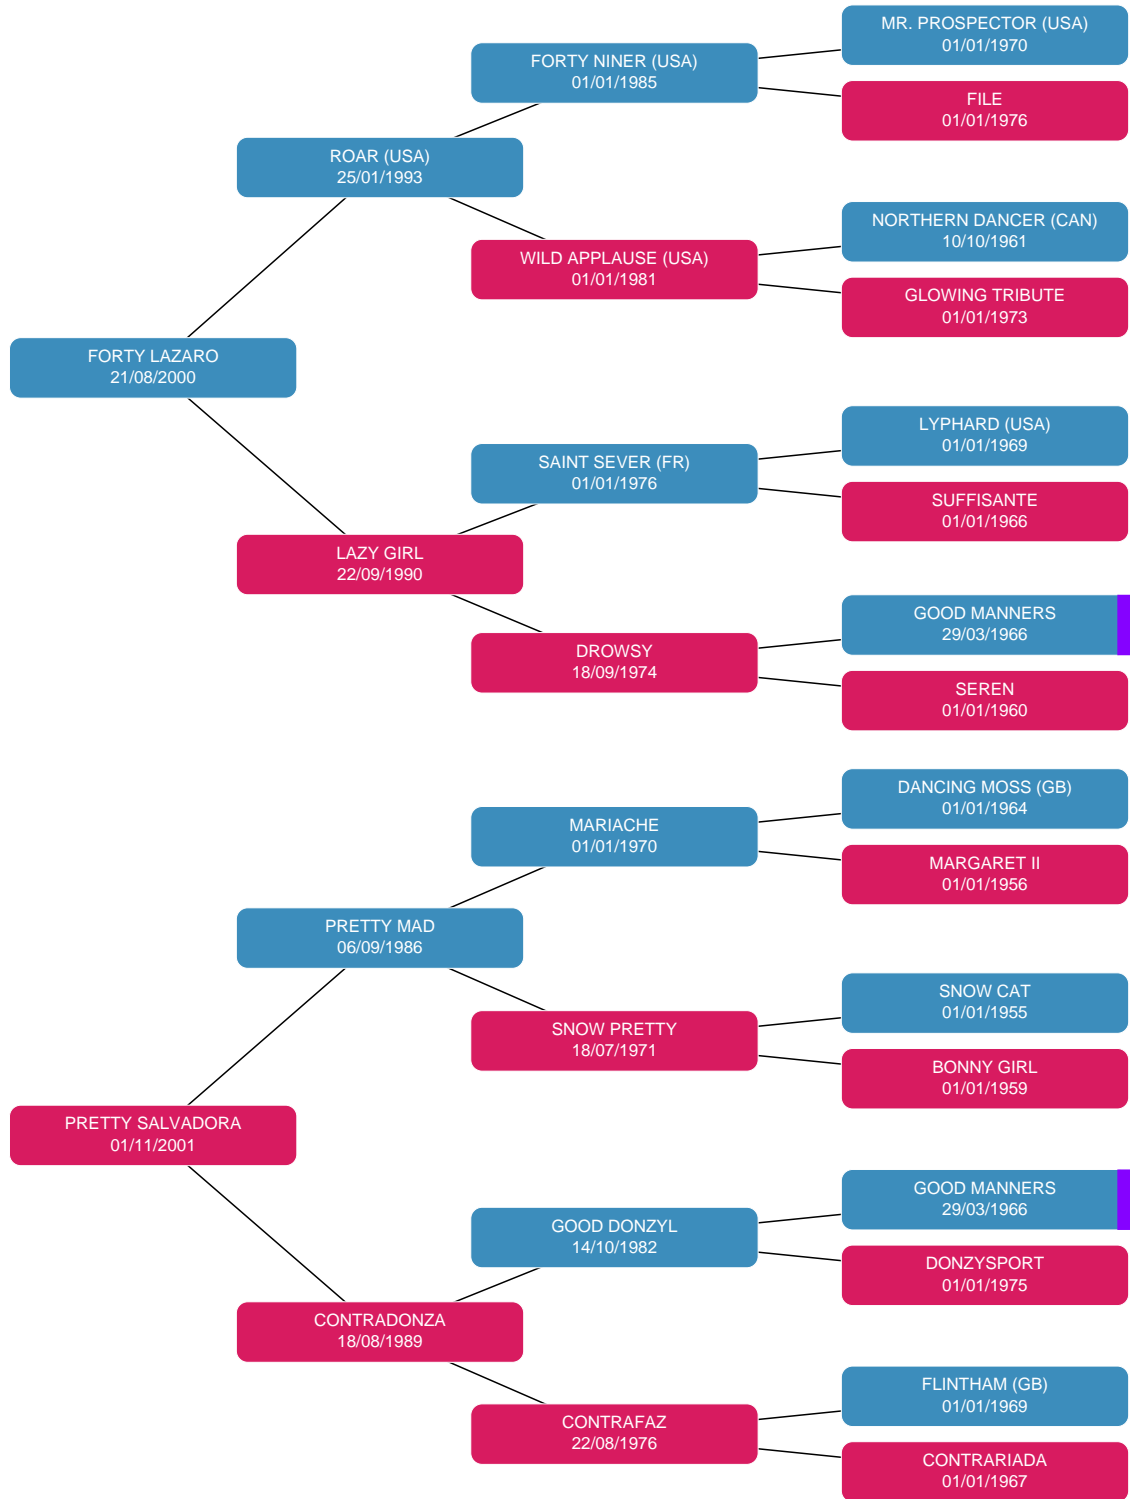 MR. PROSPECTOR (USA)
01/01/1970
FORTY NINER (USA)
01/01/1985
FILE
01/01/1976
ROAR (USA)
25/01/1993
NORTHERN DANCER (CAN)
10/10/1961
WILD APPLAUSE (USA)
01/01/1981
GLOWING TRIBUTE
01/01/1973
FORTY LAZARO
21/08/2000
LYPHARD (USA)
01/01/1969
SAINT SEVER (FR)
01/01/1976
SUFFISANTE
01/01/1966
LAZY GIRL
22/09/1990
GOOD MANNERS
29/03/1966
DROWSY
18/09/1974
SEREN
01/01/1960
DANCING MOSS (GB)
01/01/1964
MARIACHE
01/01/1970
MARGARET II
01/01/1956
PRETTY MAD
06/09/1986
SNOW CAT
01/01/1955
SNOW PRETTY
18/07/1971
BONNY GIRL
01/01/1959
PRETTY SALVADORA
01/11/2001
GOOD MANNERS
29/03/1966
GOOD DONZYL
14/10/1982
DONZYSPORT
01/01/1975
CONTRADONZA
18/08/1989
FLINTHAM (GB)
01/01/1969
CONTRAFAZ
22/08/1976
CONTRARIADA
01/01/1967